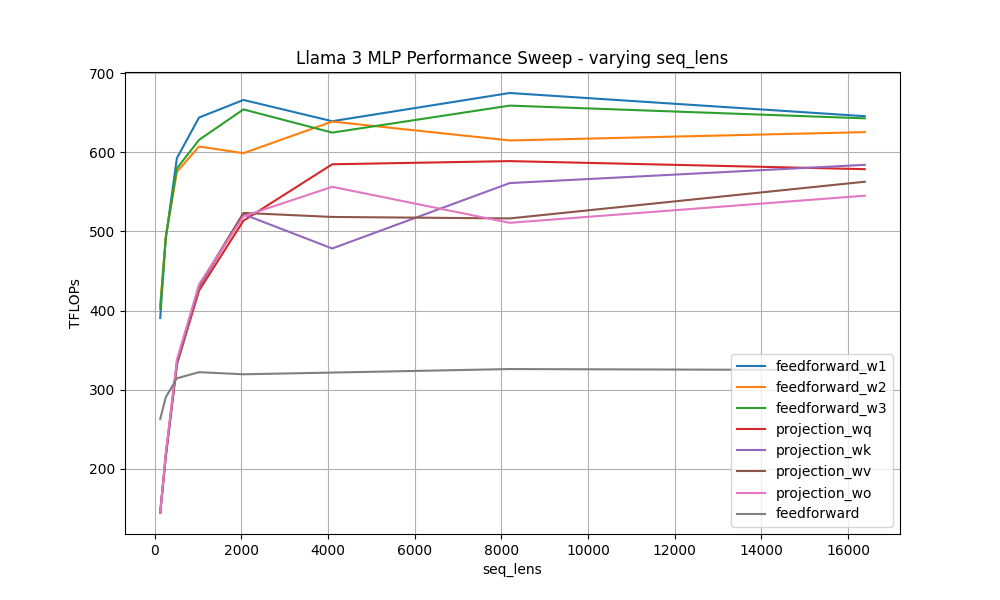 Llama 3 MLP Performance Sweep - varying seq_lens
TFLOPs
700
600
500
400
300
200
0
2000
4000
6000
8000
10000
12000
14000
16000
seq_lens
feedforward_w1
feedforward_w2
feedforward_w3
projection_wq
projection_wk
projection_wv
projection_wo
feedforward